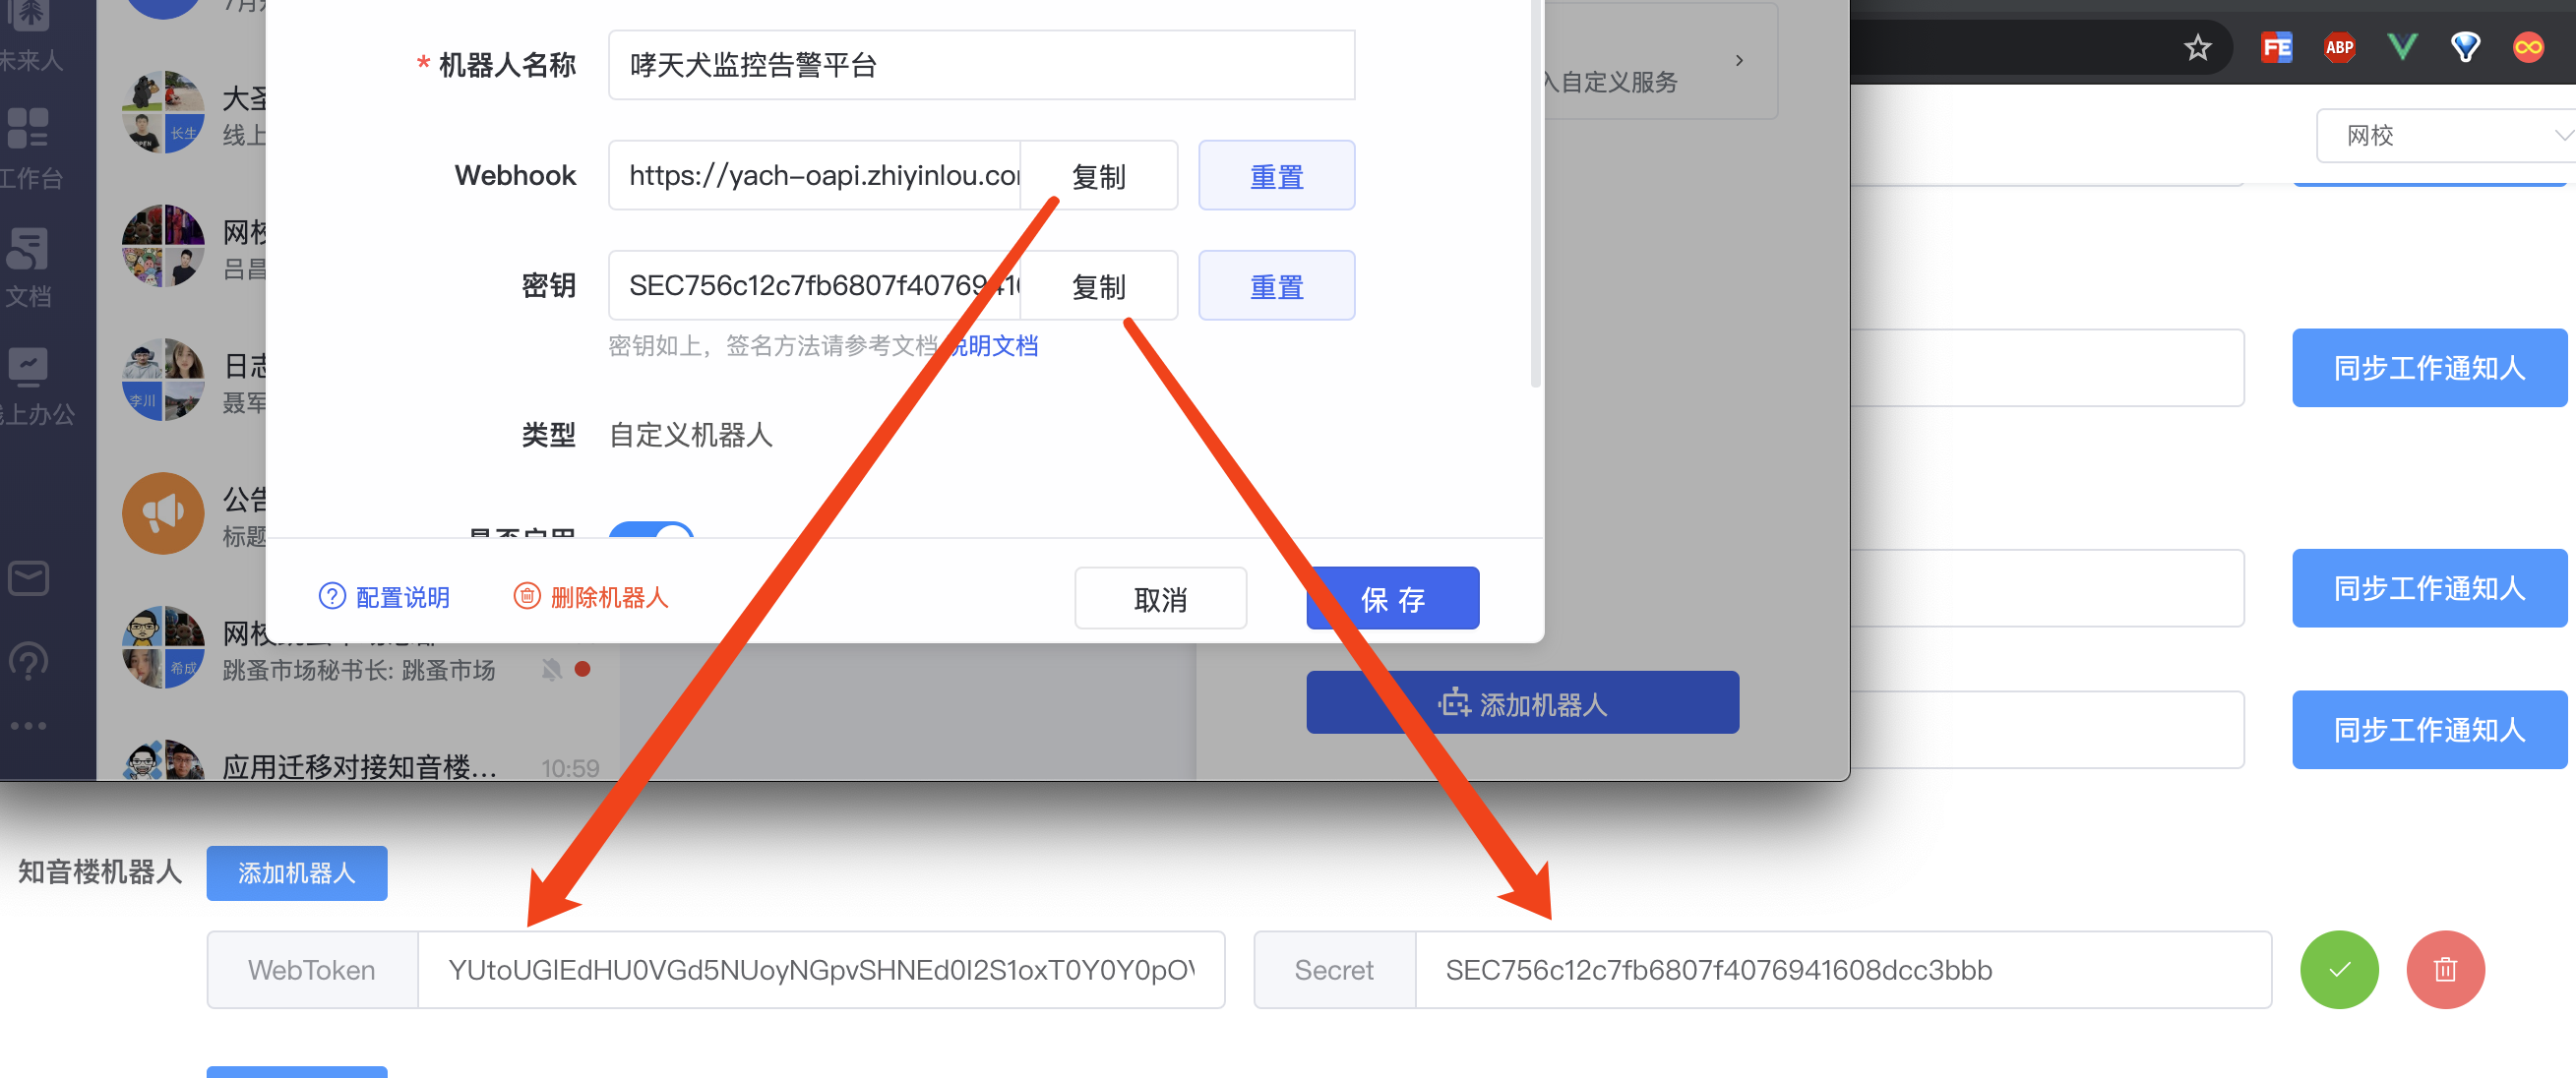 未来人
7月
大圣
线上
长生
工作台
网校
吕昌
文档
日志
聂军
李川
线上办公
公告
标题
网校
跳蚤市场秘书长: 跳蚤市场
希成
应用迁移对接知音楼...
10:59
* 机器人名称
哮天犬监控告警平台
Webhook
https://yach-oapi.zhiyinlou.com
复制
重置
密钥
SEC756c12c7fb6807f40769416
复制
重置
密钥如上，签名方法请参考文档 说明文档
类型
自定义机器人
是否启用
配置说明
删除机器人
取消
保 存
入自定义服务
添加机器人
FE
ABP
网校
同步工作通知人
同步工作通知人
同步工作通知人
知音楼机器人
添加机器人
WebToken
YUtoUGlEdHU0VGd5NUoyNGpvSHNEd0I2S1oxT0Y0Y0pO
Secret
SEC756c12c7fb6807f4076941608dcc3bbb